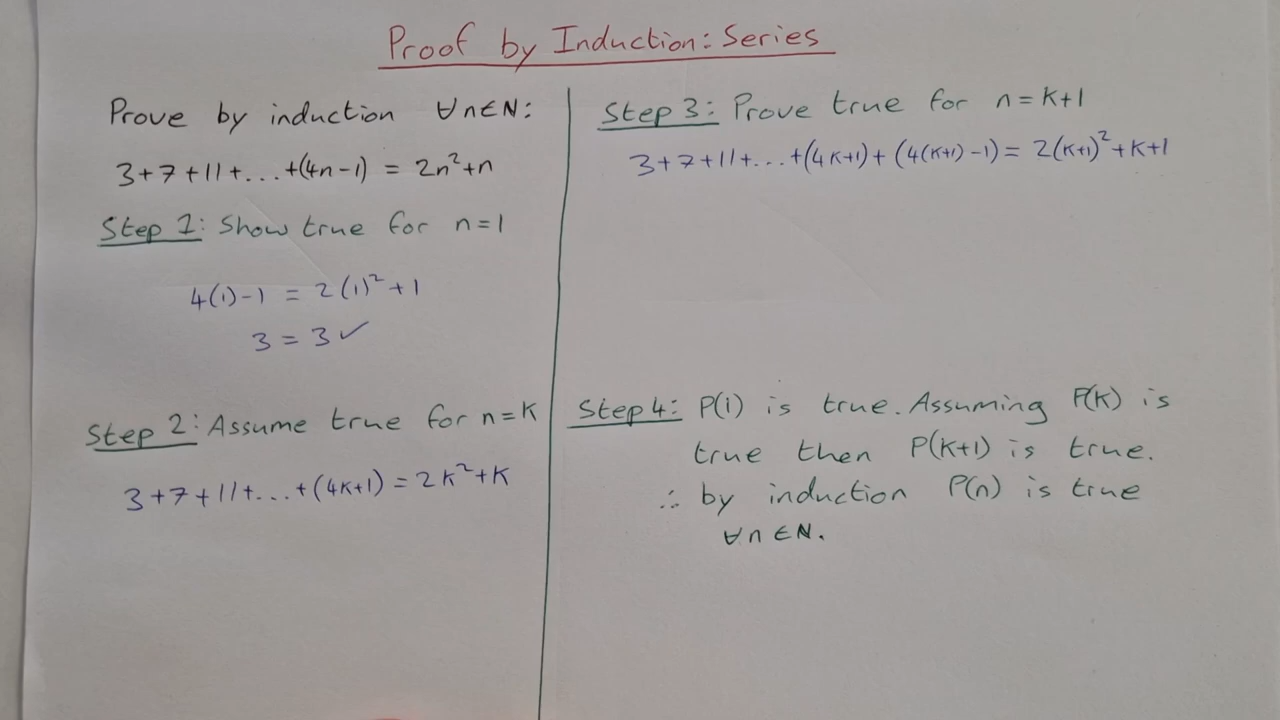 Proof by Induction: Series
Prove by induction ∀n∈N:
3+7+11+...+(4n-1) = 2n²+n
Step 1: Show true for n=1
4(1)-1 = 2(1)²+1
3 = 3 ✓
Step 2: Assume true for n=K
3+7+11+...+(4K+1) = 2K²+K
Step 3: Prove true for n=K+1
3+7+11+...+(4K+1)+(4(K+1)-1) = 2(K+1)²+K+1
Step 4: P(1) is true. Assuming P(K) is
true then P(K+1) is true.
∴ by induction P(n) is true
∀n∈N.